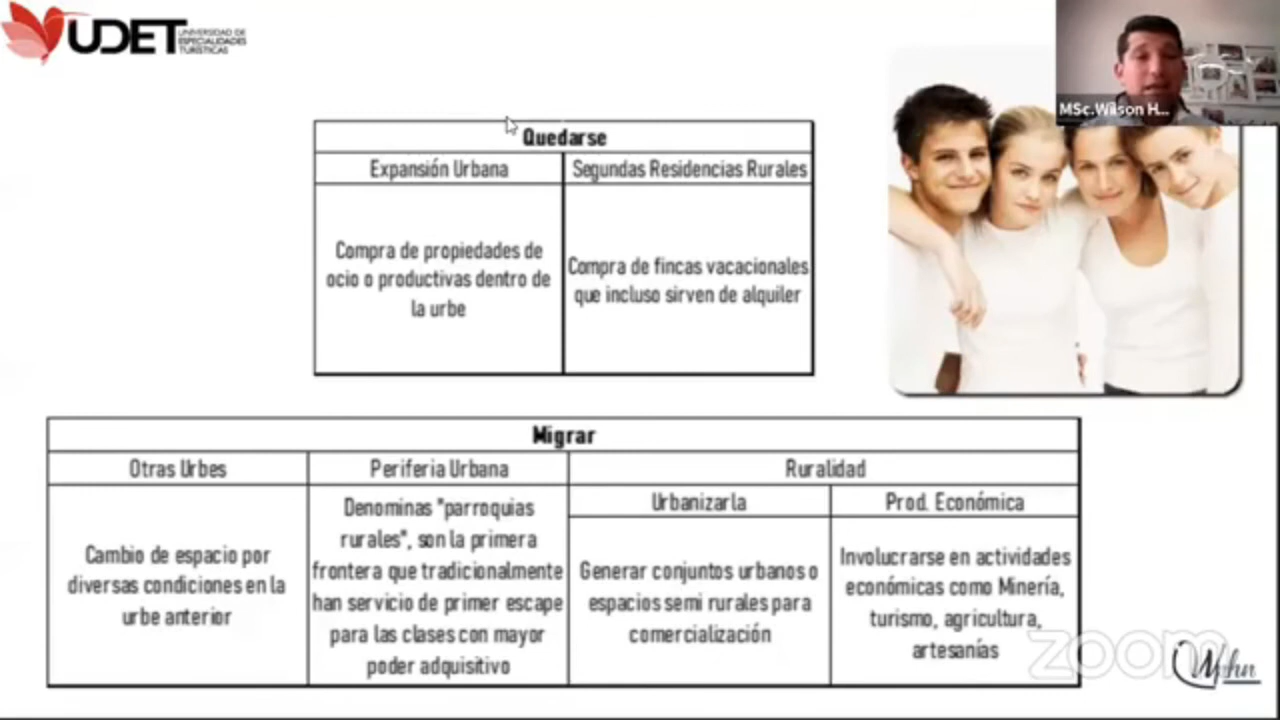 UDET
UNIVERSIDAD DE
ESPECIALIDADES
TURÍSTICAS
MSc.Wilson H...
Quedarse
Expansión Urbana
Segundas Residencias Rurales
Compra de propiedades de
ocio o productivas dentro de
la urbe
Compra de fincas vacacionales
que incluso sirven de alquiler
Migrar
Otras Urbes
Periferia Urbana
Ruralidad
Urbanizarla
Prod. Económica
Cambio de espacio por
diversas condiciones en la
urbe anterior
Denominas "parroquias
rurales", son la primera
frontera que tradicionalmente
han servicio de primer escape
para las clases con mayor
poder adquisitivo
Generar conjuntos urbanos o
espacios semi rurales para
comercialización
Involucrarse en actividades
económicas como Minería,
turismo, agricultura,
artesanías
zoom